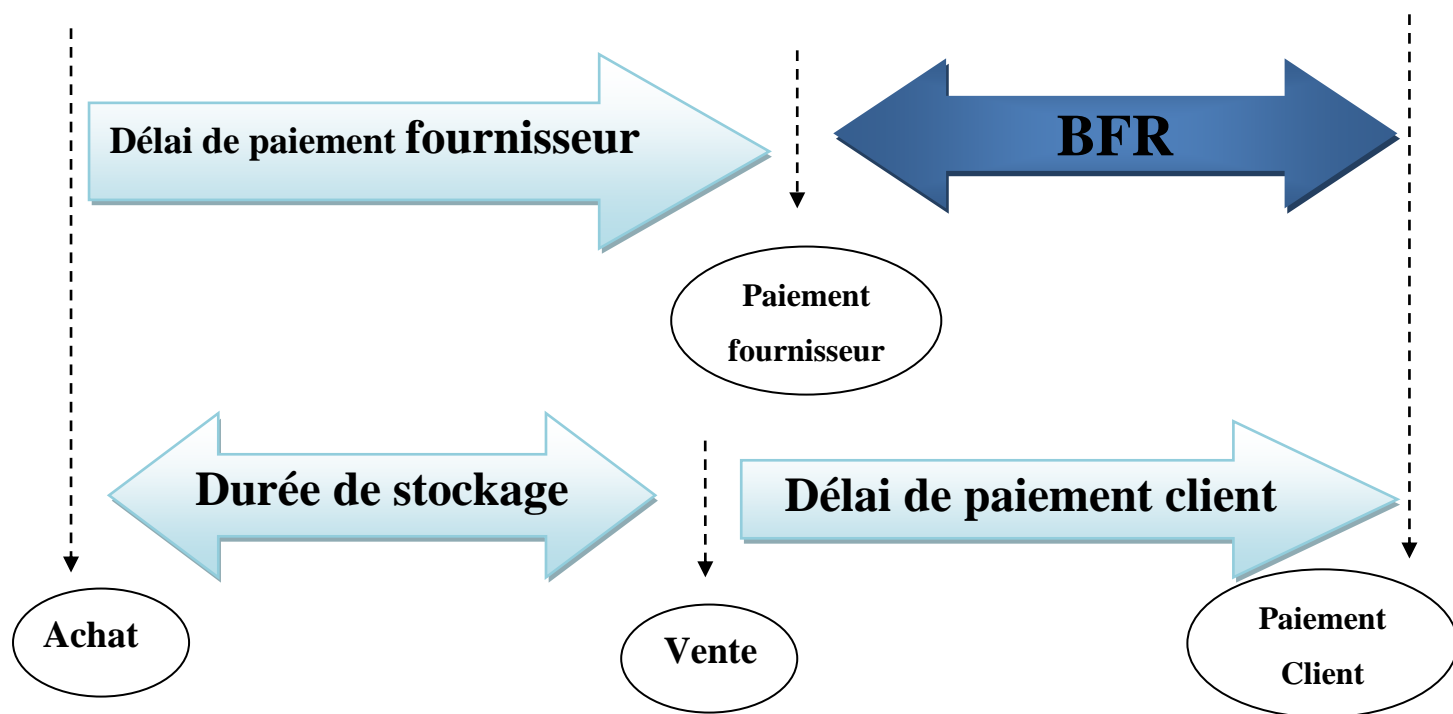 Délai de paiement fournisseur
BFR
Paiement
fournisseur
Durée de stockage
Délai de paiement client
Achat
Vente
Paiement
Client